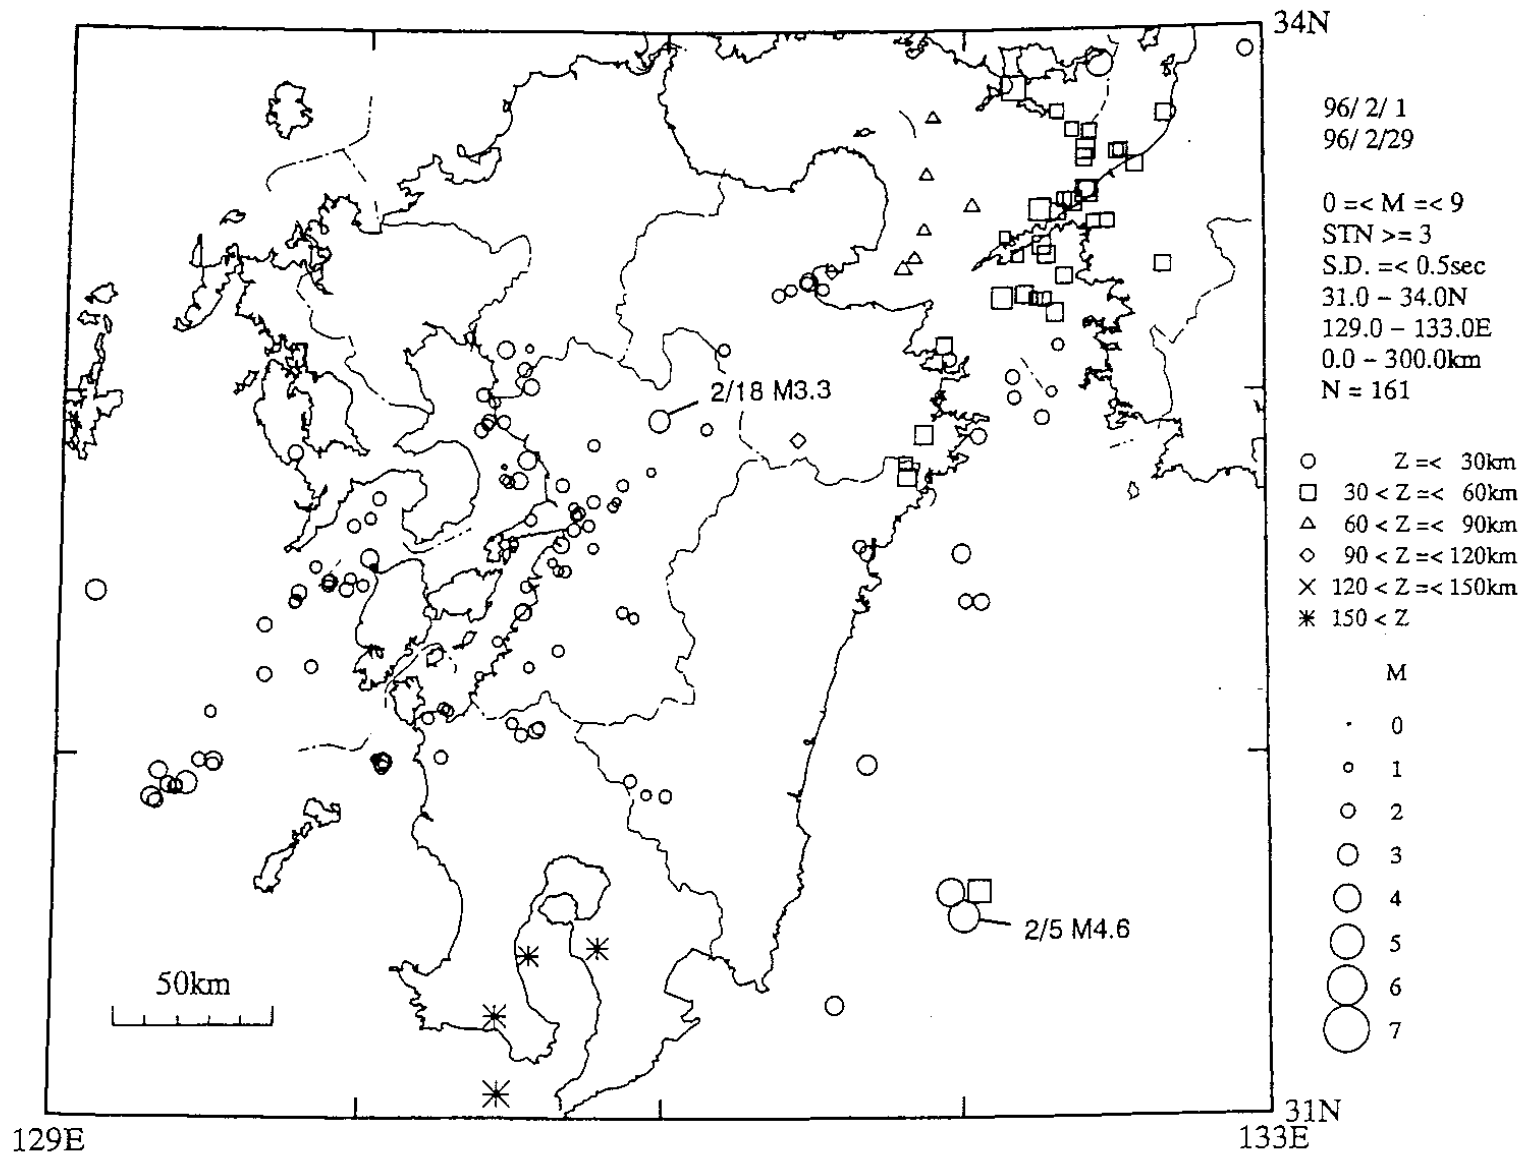 34N
96/ 2/ 1
96/ 2/29
0 =< M =< 9
STN >= 3
S.D. =< 0.5sec
31.0 – 34.0N
129.0 – 133.0E
0.0 – 300.0km
N = 161
2/18 M3.3
Z =< 30km
30 < Z =< 60km
60 < Z =< 90km
90 < Z =< 120km
120 < Z =< 150km
150 < Z
M
0
1
2
3
4
5
6
7
2/5 M4.6
50km
31N
129E
133E